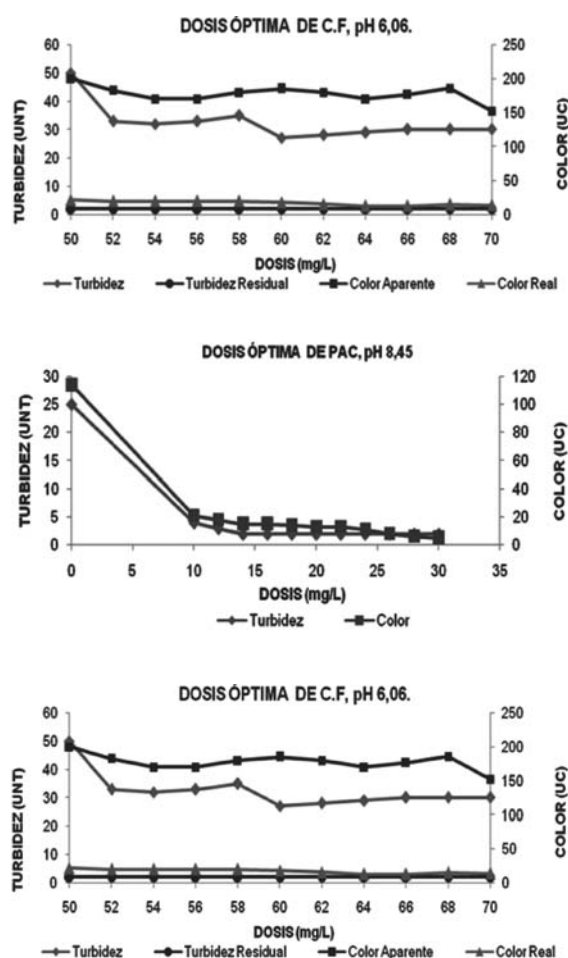 DOSIS ÓPTIMA DE C.F, pH 6,06.
TURBIDEZ (UNT)
60
50
40
30
20
10
0
250
200
150
100
50
0
COLOR (UC)
50 52 54 56 58 60 62 64 66 68 70
DOSIS (mg/L)
Turbidez Turbidez Residual Color Aparente Color Real
DOSIS ÓPTIMA DE PAC, pH 8,45
TURBIDEZ (UNT)
30
25
20
15
10
5
0
120
100
80
60
40
20
0
COLOR (UC)
0 5 10 15 20 25 30 35
DOSIS (mg/L)
Turbidez Color
DOSIS ÓPTIMA DE C.F, pH 6,06.
TURBIDEZ (UNT)
60
50
40
30
20
10
0
250
200
150
100
50
0
COLOR (UC)
50 52 54 56 58 60 62 64 66 68 70
DOSIS (mg/L)
Turbidez Turbidez Residual Color Aparente Color Real